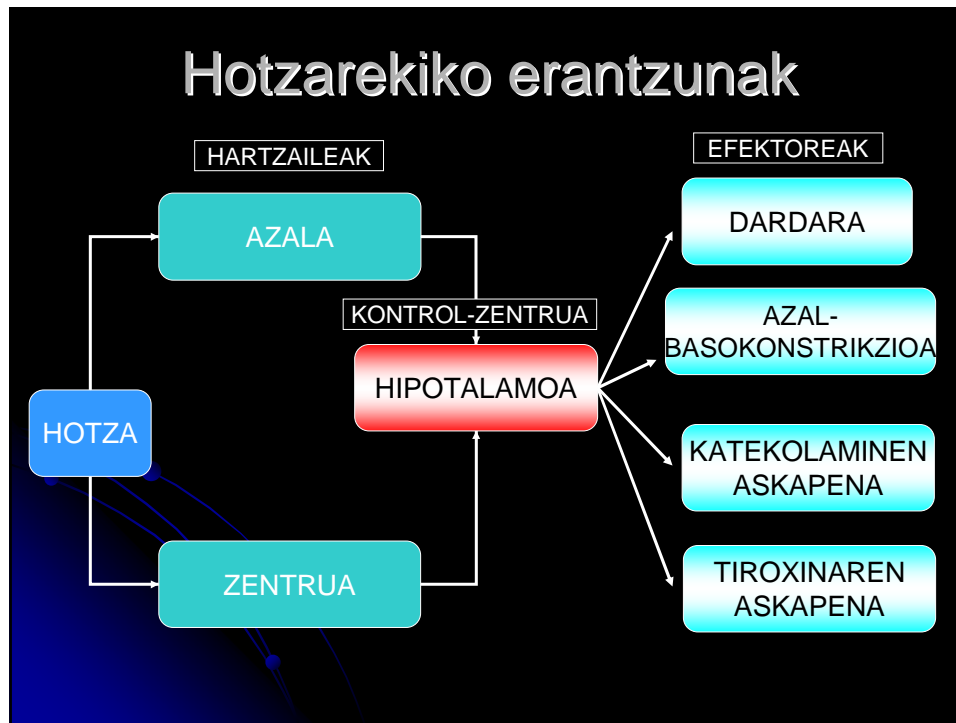 Hotzarekiko erantzunak
HARTZAILEAK
EFEKTOREAK
AZALA
DARDARA
KONTROL-ZENTRUA
AZAL-
BASOKONSTRIKZIOA
HIPOTALAMOA
HOTZA
KATEKOLAMINEN
ASKAPENA
ZENTRUA
TIROXINAREN
ASKAPENA